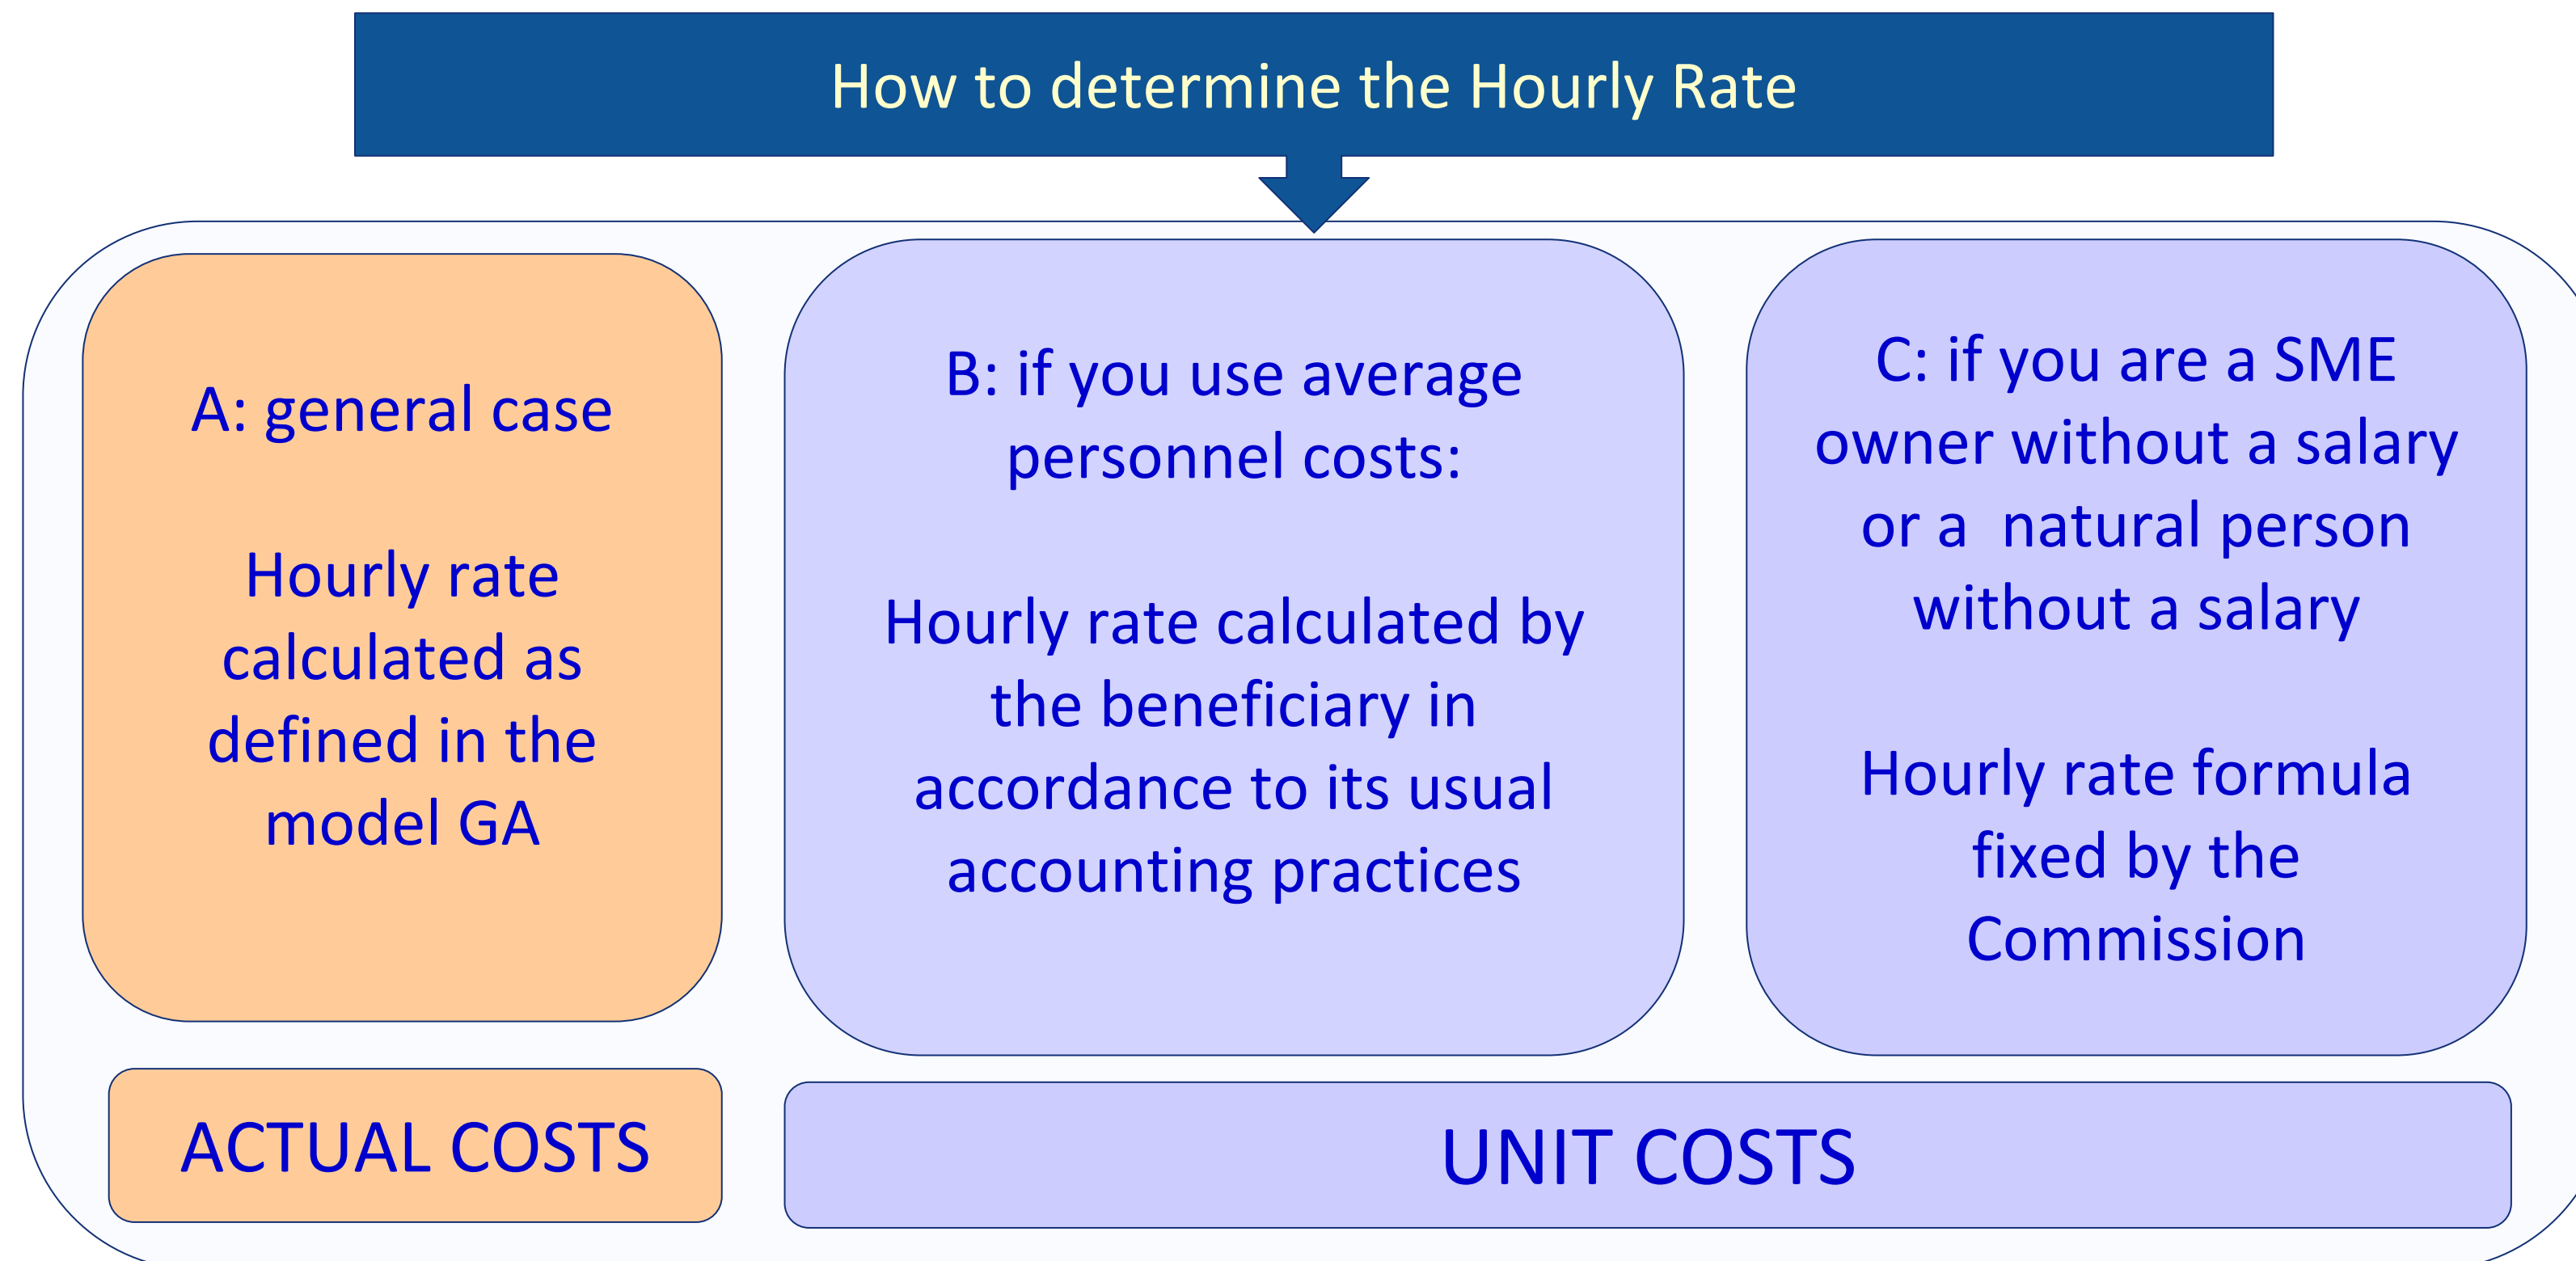 How to determine the Hourly Rate
A: general case
Hourly rate
calculated as
defined in the
model GA
B: if you use average
personnel costs:
Hourly rate calculated by
the beneficiary in
accordance to its usual
accounting practices
C: if you are a SME
owner without a salary
or a  natural person
without a salary
Hourly rate formula
fixed by the
Commission
ACTUAL COSTS
UNIT COSTS